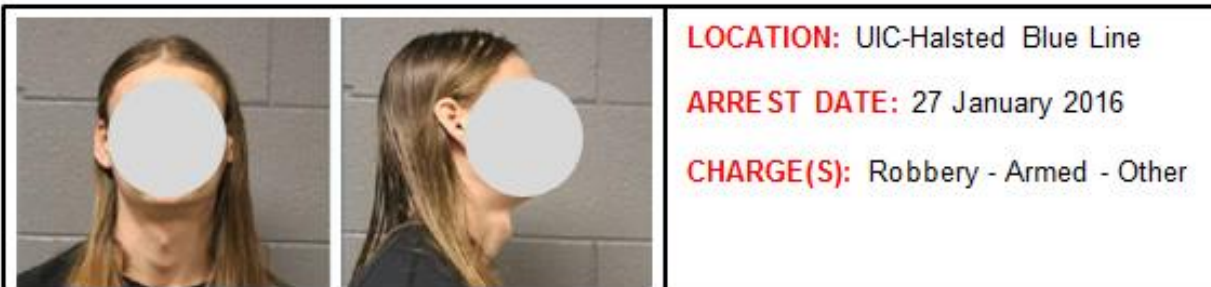 LOCATION: UIC-Halsted Blue Line
ARREST DATE: 27 January 2016
CHARGE(S): Robbery - Armed - Other